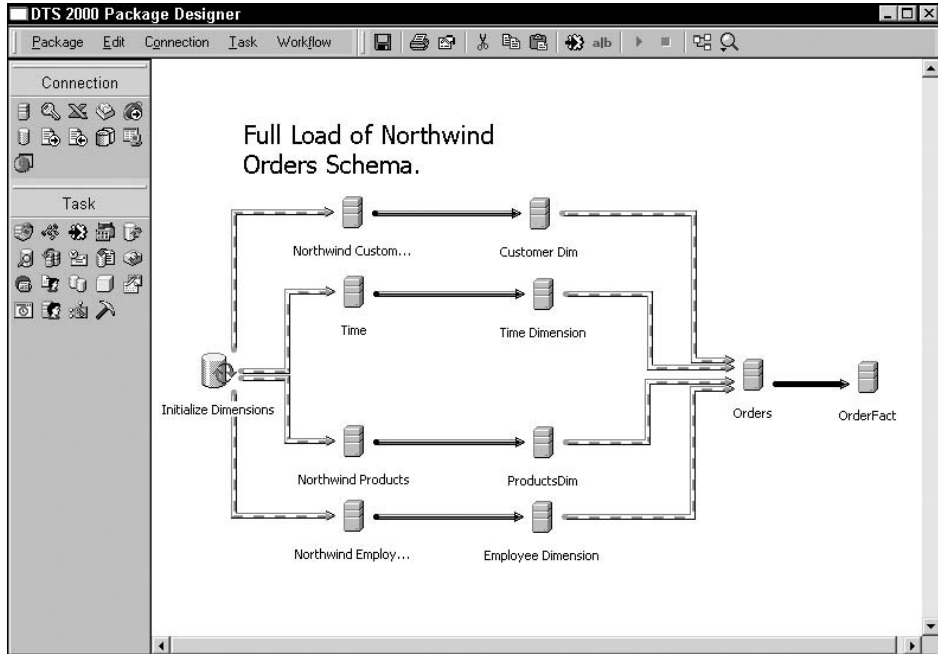 DTS 2000 Package Designer
Package Edit Connection Task Workflow
a|b
Connection
Task
Full Load of Northwind
Orders Schema.
Northwind Custom...
Customer Dim
Time
Time Dimension
Initialize Dimensions
Orders
OrderFact
Northwind Products
ProductsDim
Northwind Employ...
Employee Dimension